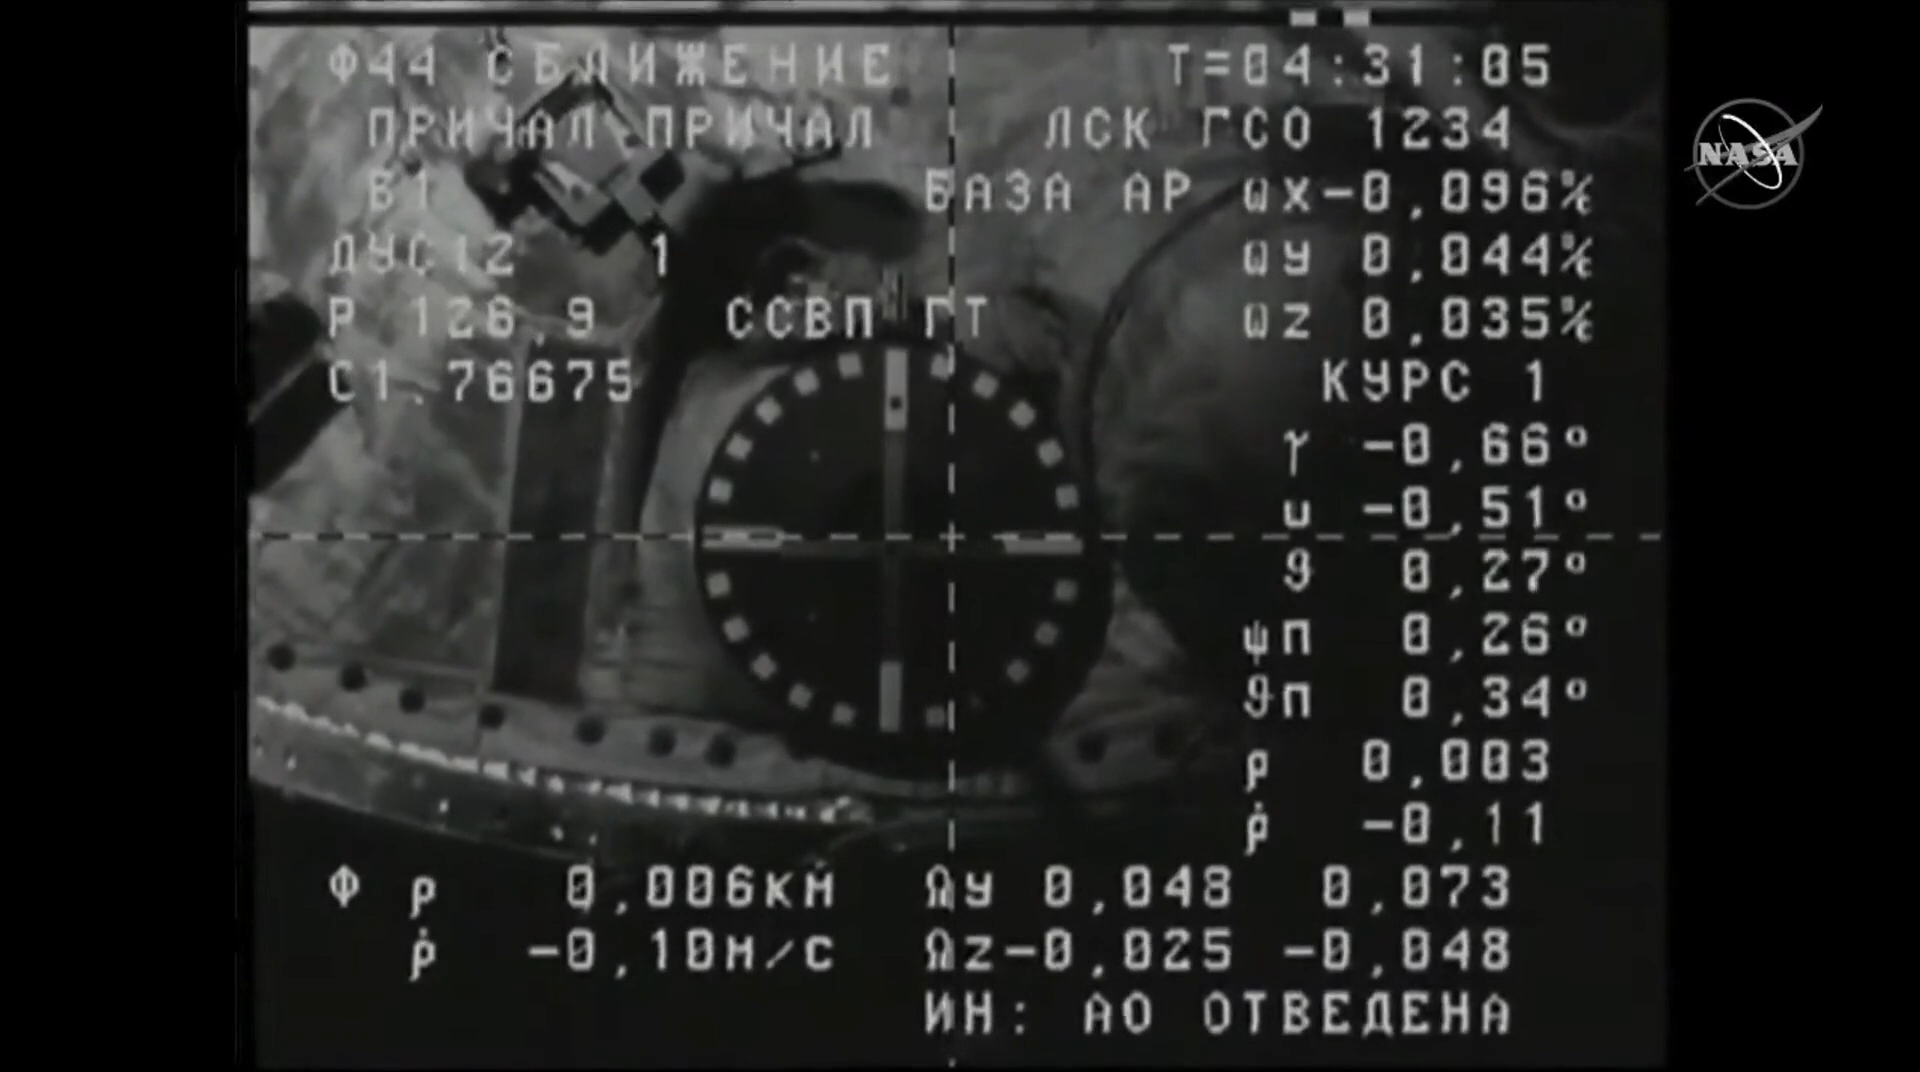 Ф44 СБЛИЖЕНИЕ T=04:31:05
ПРИЧАЛ ПРИЧАЛ ЛСК ГСО 1234
Б1 БАЗА АР ωx-0,096°/с
ДУС12 1 ωy 0,044°/с
Р 126,9 ССВП ГТ ωz 0,035°/с
С1.76675 КУРС 1
γ -0,66°
u -0,51°
ϑ 0,27°
ψп 0,26°
ϑп 0,34°
ρ 0,003
ρ̇ -0,11
Ф ρ 0,006км Ωy 0,048 0,073
ρ̇ -0,10м/с Ωz-0,025 -0,048
ИН: АО ОТВЕДЕНА
NASA